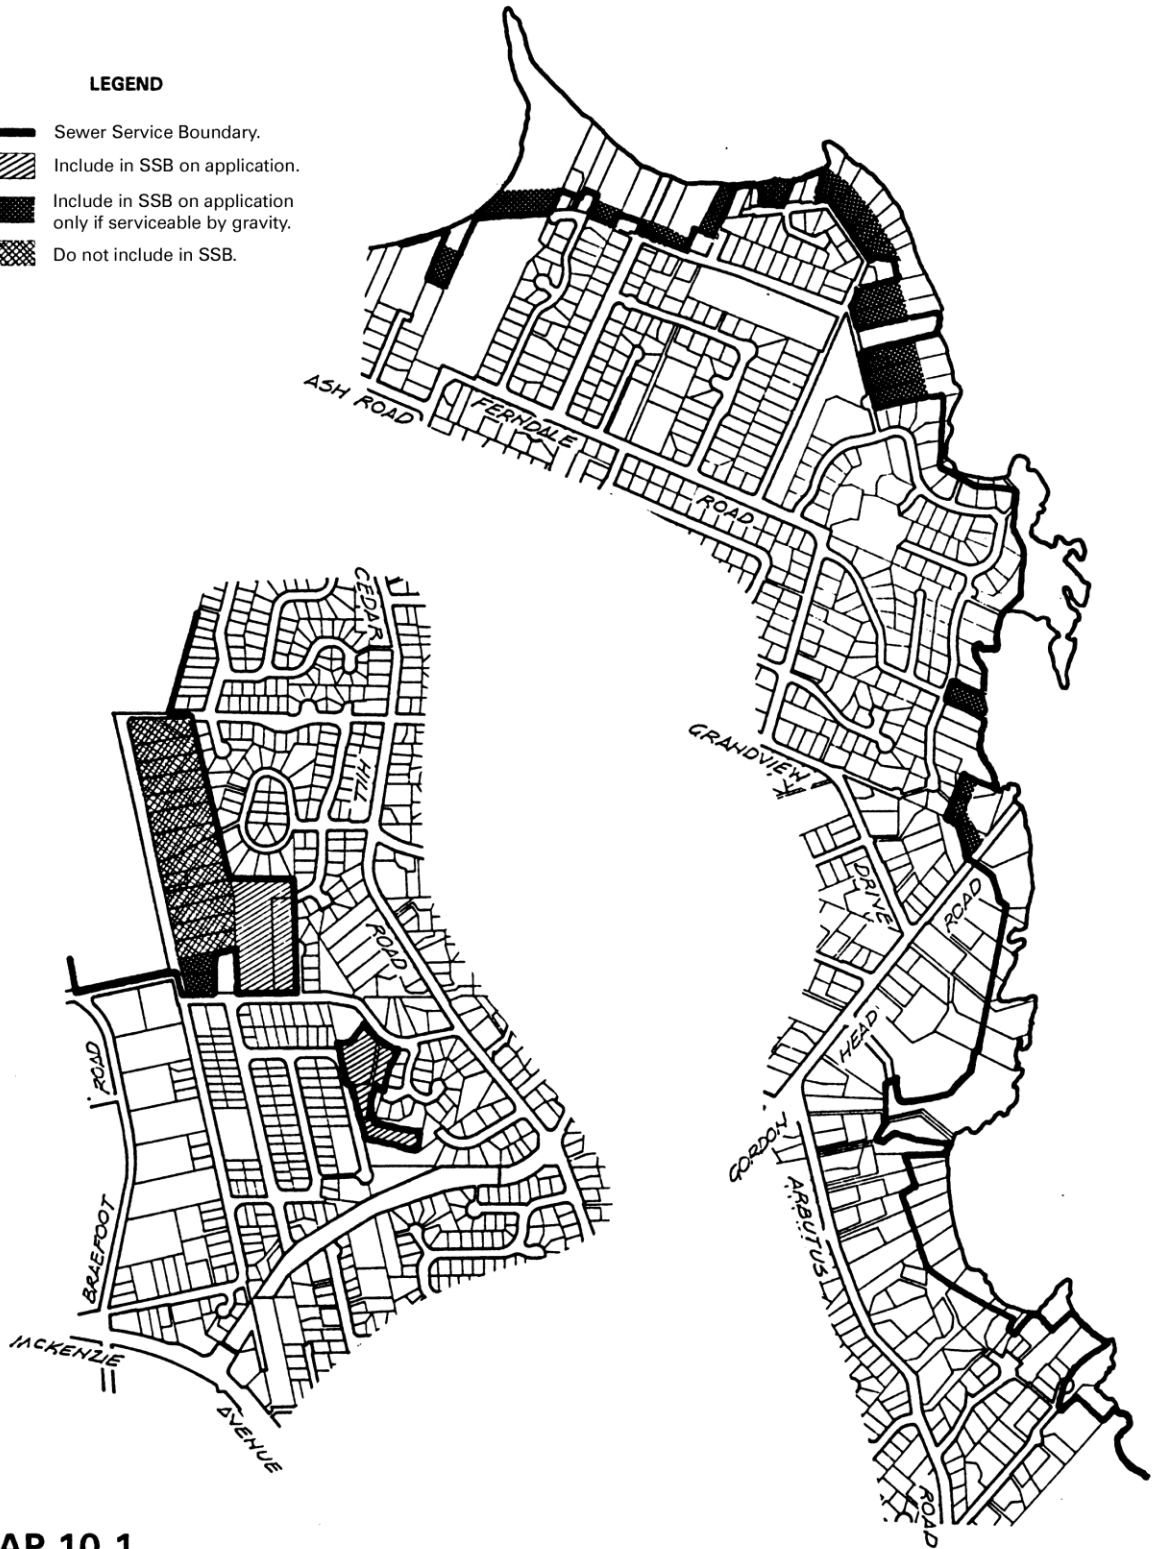 LEGEND
Sewer Service Boundary.
Include in SSB on application.
Include in SSB on application
only if serviceable by gravity.
Do not include in SSB.
ASH ROAD
FERNDALE
ROAD
CEDAR
HILL
ROAD
GRANDVIEW
DRIVE
ROAD
HEAD
GORDON
ARBUTUS
ROAD
ROAD
BRAEFOOT
MCKENZIE
AVENUE
AP 10.1